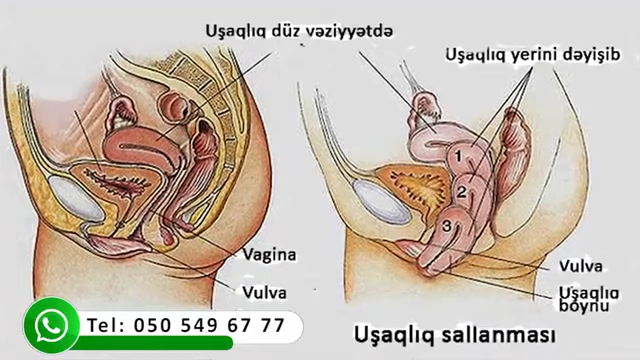 Uşaqlıq düz vəziyyətdə
Uşaqlıq yerini dəyişib
1
2
3
Vagina
Vulva
Vulva
Uşaqlıq
boynu
Tel: 050 549 67 77
Uşaqlıq sallanması